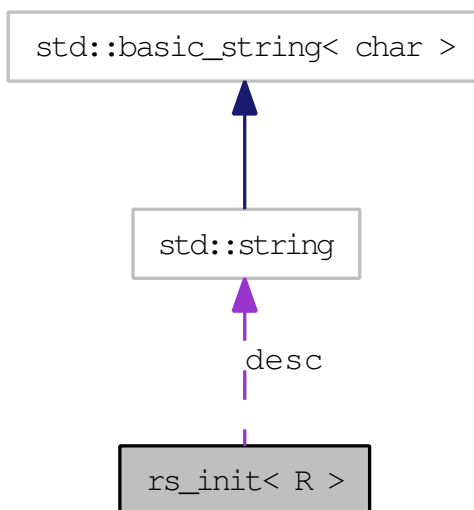 std::basic_string< char >
std::string
desc
rs_init< R >